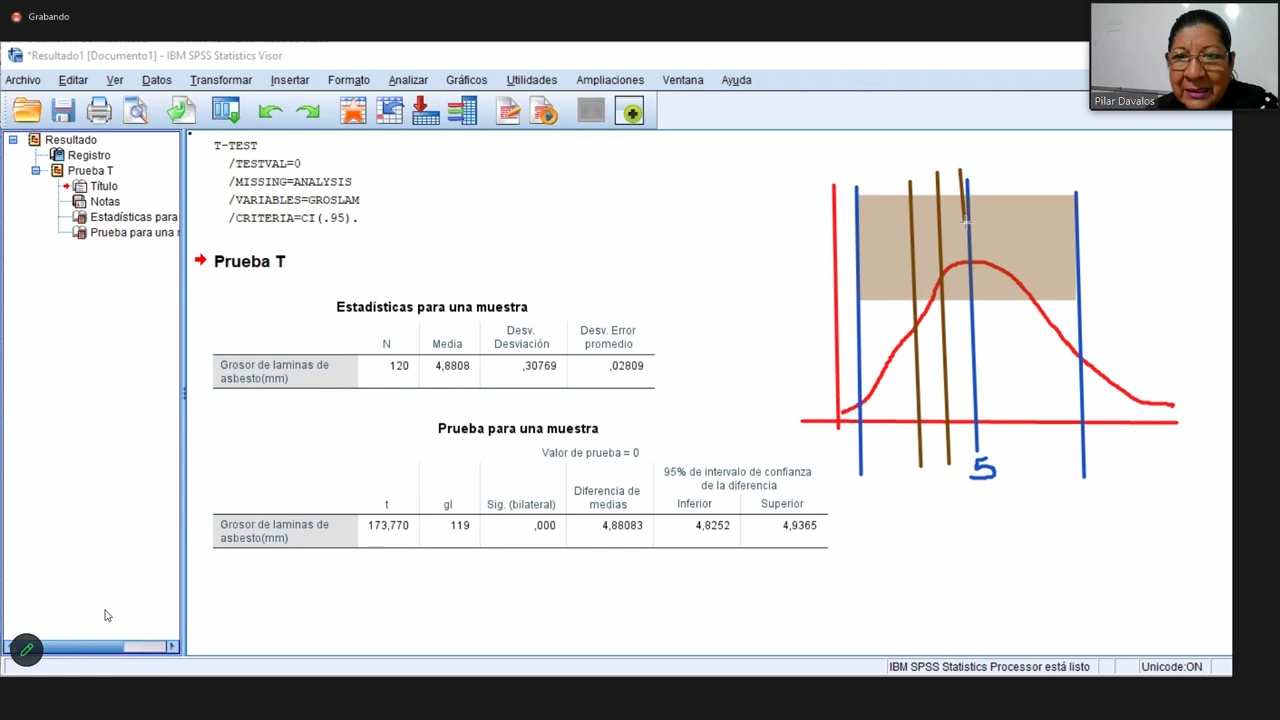 Grabando
*Resultado1 [Documento1] - IBM SPSS Statistics Visor
Pilar Davalos
Archivo Editar Ver Datos Transformar Insertar Formato Analizar Gráficos Utilidades Ampliaciones Ventana Ayuda
Resultado
Registro
Prueba T
Título
Notas
Estadísticas para
Prueba para una
T-TEST
/TESTVAL=0
/MISSING=ANALYSIS
/VARIABLES=GROSLAM
/CRITERIA=CI(.95).
Prueba T
Estadísticas para una muestra
N Media Desv. Desviación Desv. Error promedio
Grosor de laminas de asbesto(mm) 120 4,8808 ,30769 ,02809
Prueba para una muestra
Valor de prueba = 0
95% de intervalo de confianza de la diferencia
t gl Sig. (bilateral) Diferencia de medias Inferior Superior
Grosor de laminas de asbesto(mm) 173,770 119 ,000 4,88083 4,8252 4,9365
5
IBM SPSS Statistics Processor está listo Unicode:ON